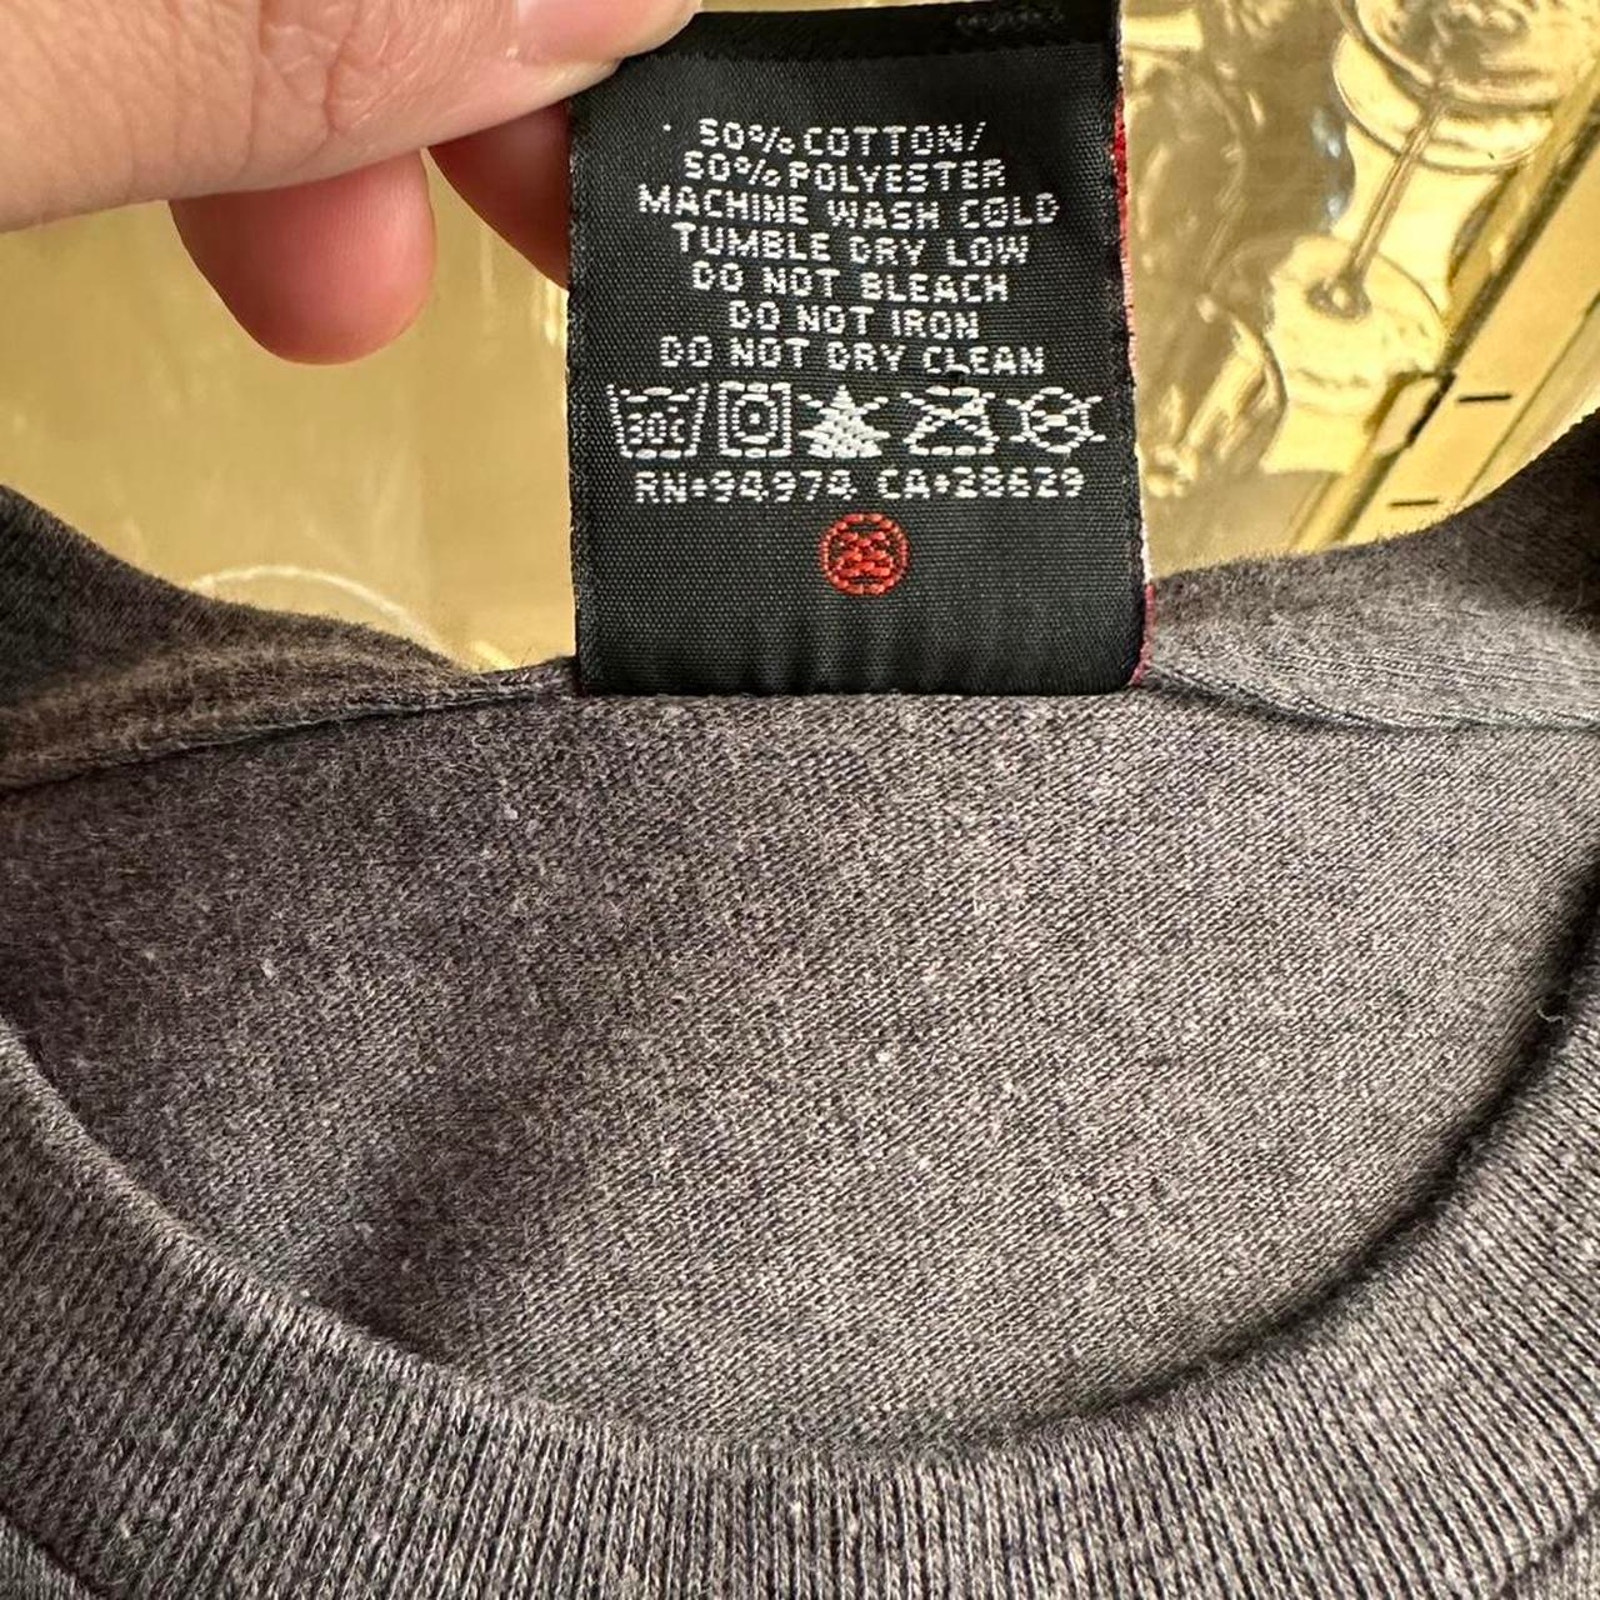 50% COTTON/
50% POLYESTER
MACHINE WASH COLD
TUMBLE DRY LOW
DO NOT BLEACH
DO NOT IRON
DO NOT DRY CLEAN
30C
RN#94974 CA#28629